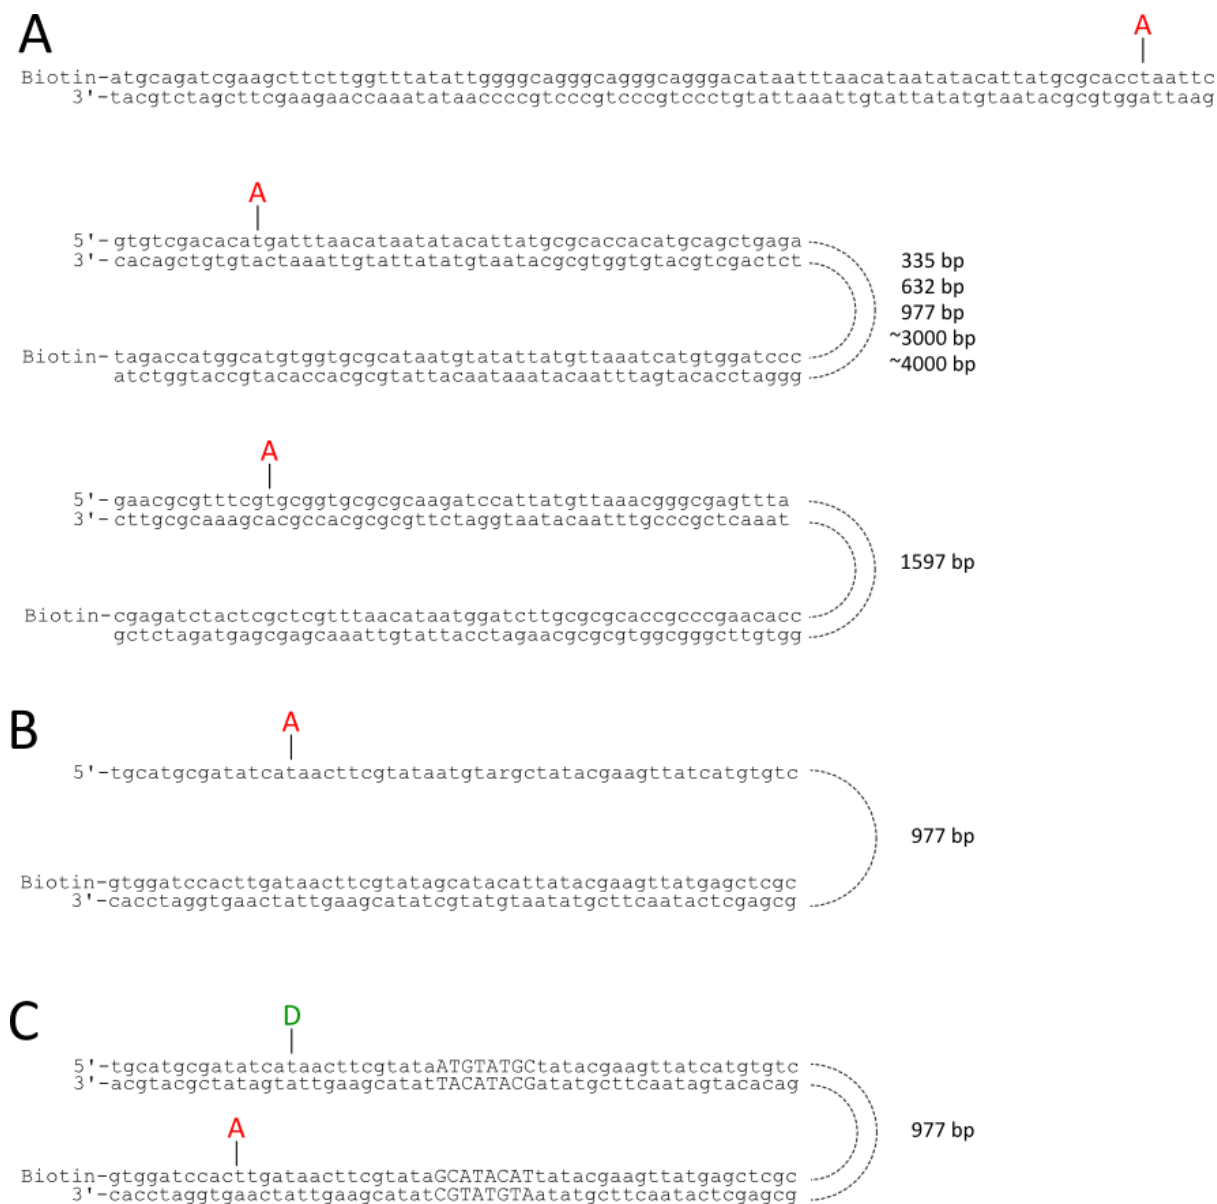 A
A
Biotin-atgcagatcgaagcttcttggtttatattggggcagggcagggcagggacataatttaacataatatacattatgcgcacctaattc
3'-tacgtctagcttcgaagaaccaaatataaccccgtcccgtcccgtccctgtattaaattgtattatatgtaatacgcgtggattaag
A
5'-gtgtcgacacatgatttaacataatatacattatgcgcaccacatgcagctgaga
3'-cacagctgtgtactaaattgtattatatgtaatacgcgtggtgtacgtcgactct
335 bp
632 bp
977 bp
~3000 bp
~4000 bp
Biotin-tagaccatggcatgtggtgcgcataatgtatattatgttaaatcatgtggatccc
atctggtaccgtacaccacgcgtattacaataaatacaatttagtacacctaggg
A
5'-gaacgcgtttcgtgcggtgcgcgcaagatccattatgttaaacgggcgagttta
3'-cttgcgcaaagcacgccacgcgcgttctaggtaatacaatttgcccgctcaaat
1597 bp
Biotin-cgagatctactcgctcgtttaacataatggatcttgcgcgcaccgcccgaacacc
gctctagatgagcgagcaaattgtattacctagaacgcgcgtggcgggcttgtgg
B
A
5'-tgcatgcgatatcataacttcgtataatgtargctatacgaagttatcatgtgtc
977 bp
Biotin-gtggatccacttgataacttcgtatagcatacattatacgaagttatgagctcgc
3'-cacctaggtgaactattgaagcatatcgtatgtaatatgcttcaatactcgagcg
C
D
5'-tgcatgcgatatcataacttcgtataATGTATGCtatacgaagttatcatgtgtc
3'-acgtacgctatagtattgaagcatatTACATACGatatgcttcaatagtacacag
A
977 bp
Biotin-gtggatccacttgataacttcgtataGCATACATtatacgaagttatgagctcgc
3'-cacctaggtgaactattgaagcatatCGTATGTAatatgcttcaatactcgagcg